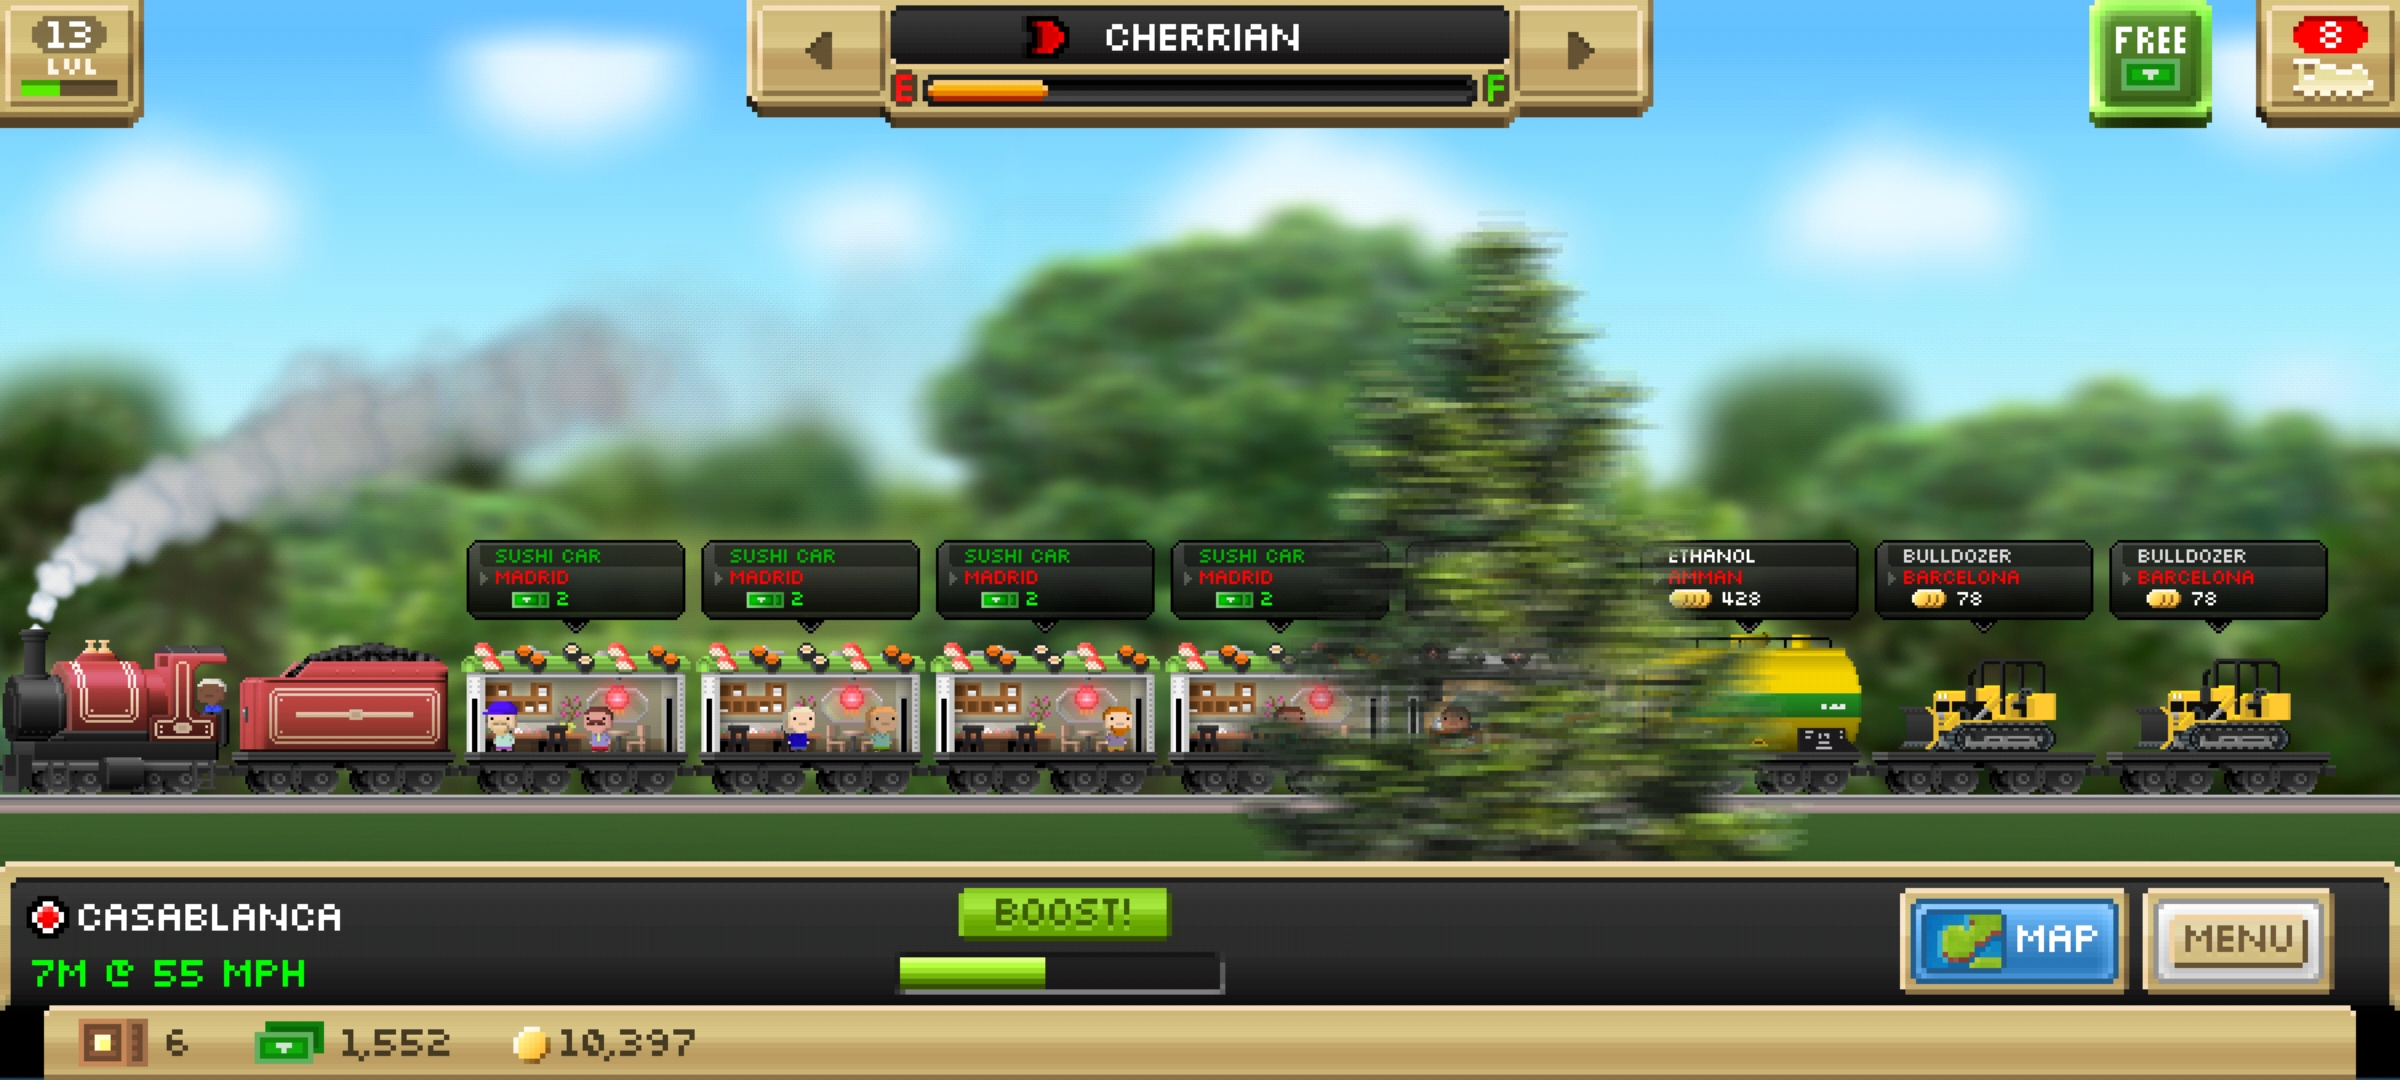 13
LVL
CHERRIAN
E F
FREE
8
SUSHI CAR
MADRID
2
SUSHI CAR
MADRID
2
SUSHI CAR
MADRID
2
SUSHI CAR
MADRID
2
ETHANOL
AMMAN
428
BULLDOZER
BARCELONA
78
BULLDOZER
BARCELONA
78
CASABLANCA
7M @ 55 MPH
BOOST!
MAP
MENU
6
1,552
10,397